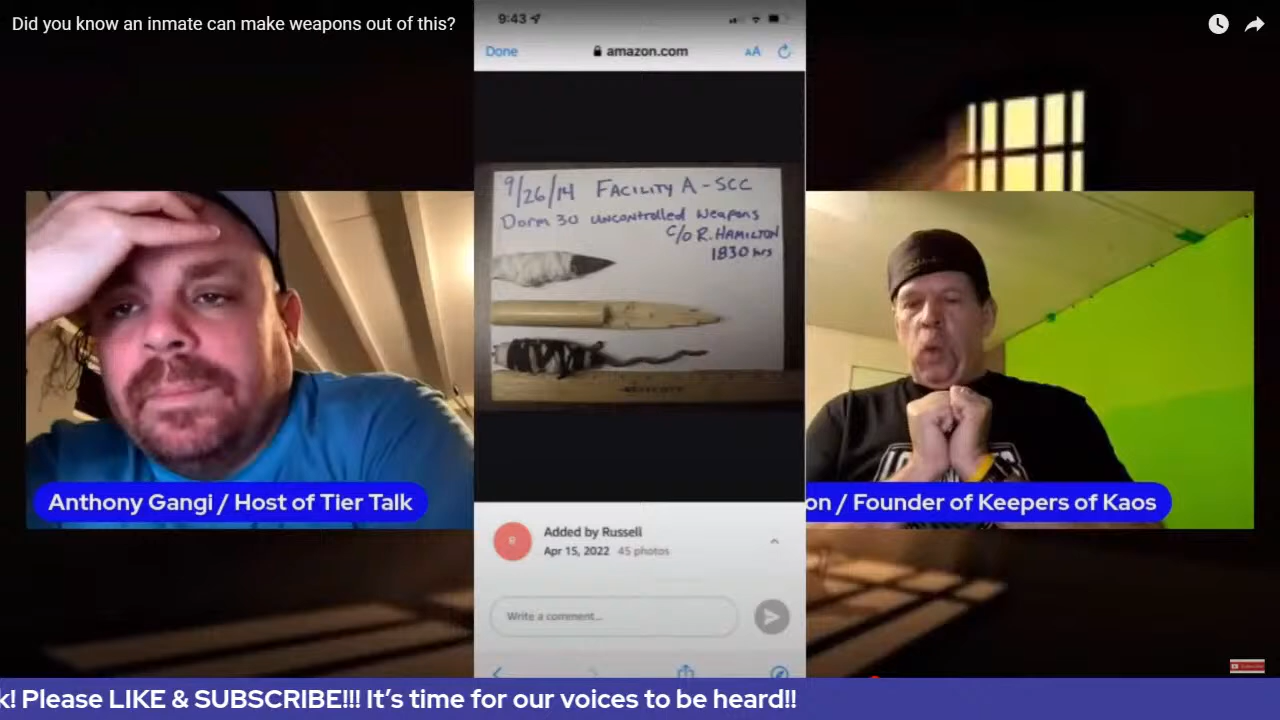 Did you know an inmate can make weapons out of this?
9:43
Done
amazon.com
AA
9/26/14 FACILITY A - SCC
Dorm 30 uncontrolled weapons
C/O R. HAMILTON
1830 hrs
Anthony Gangi / Host of Tier Talk
on / Founder of Keepers of Kaos
R
Added by Russell
Apr 15, 2022 45 photos
Write a comment...
k! Please LIKE & SUBSCRIBE!!! It's time for our voices to be heard!!